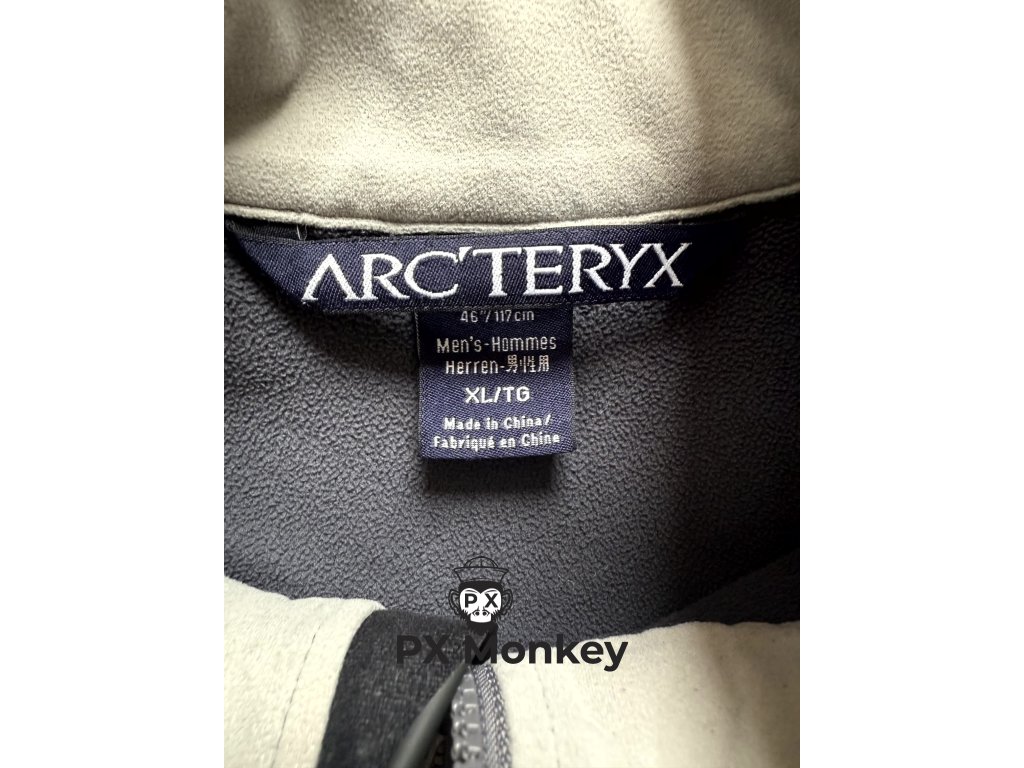 ARC'TERYX
46"/117cm
Men's-Hommes
Herren-男性用
XL/TG
Made in China/
Fabriqué en Chine
PX
PX Monkey